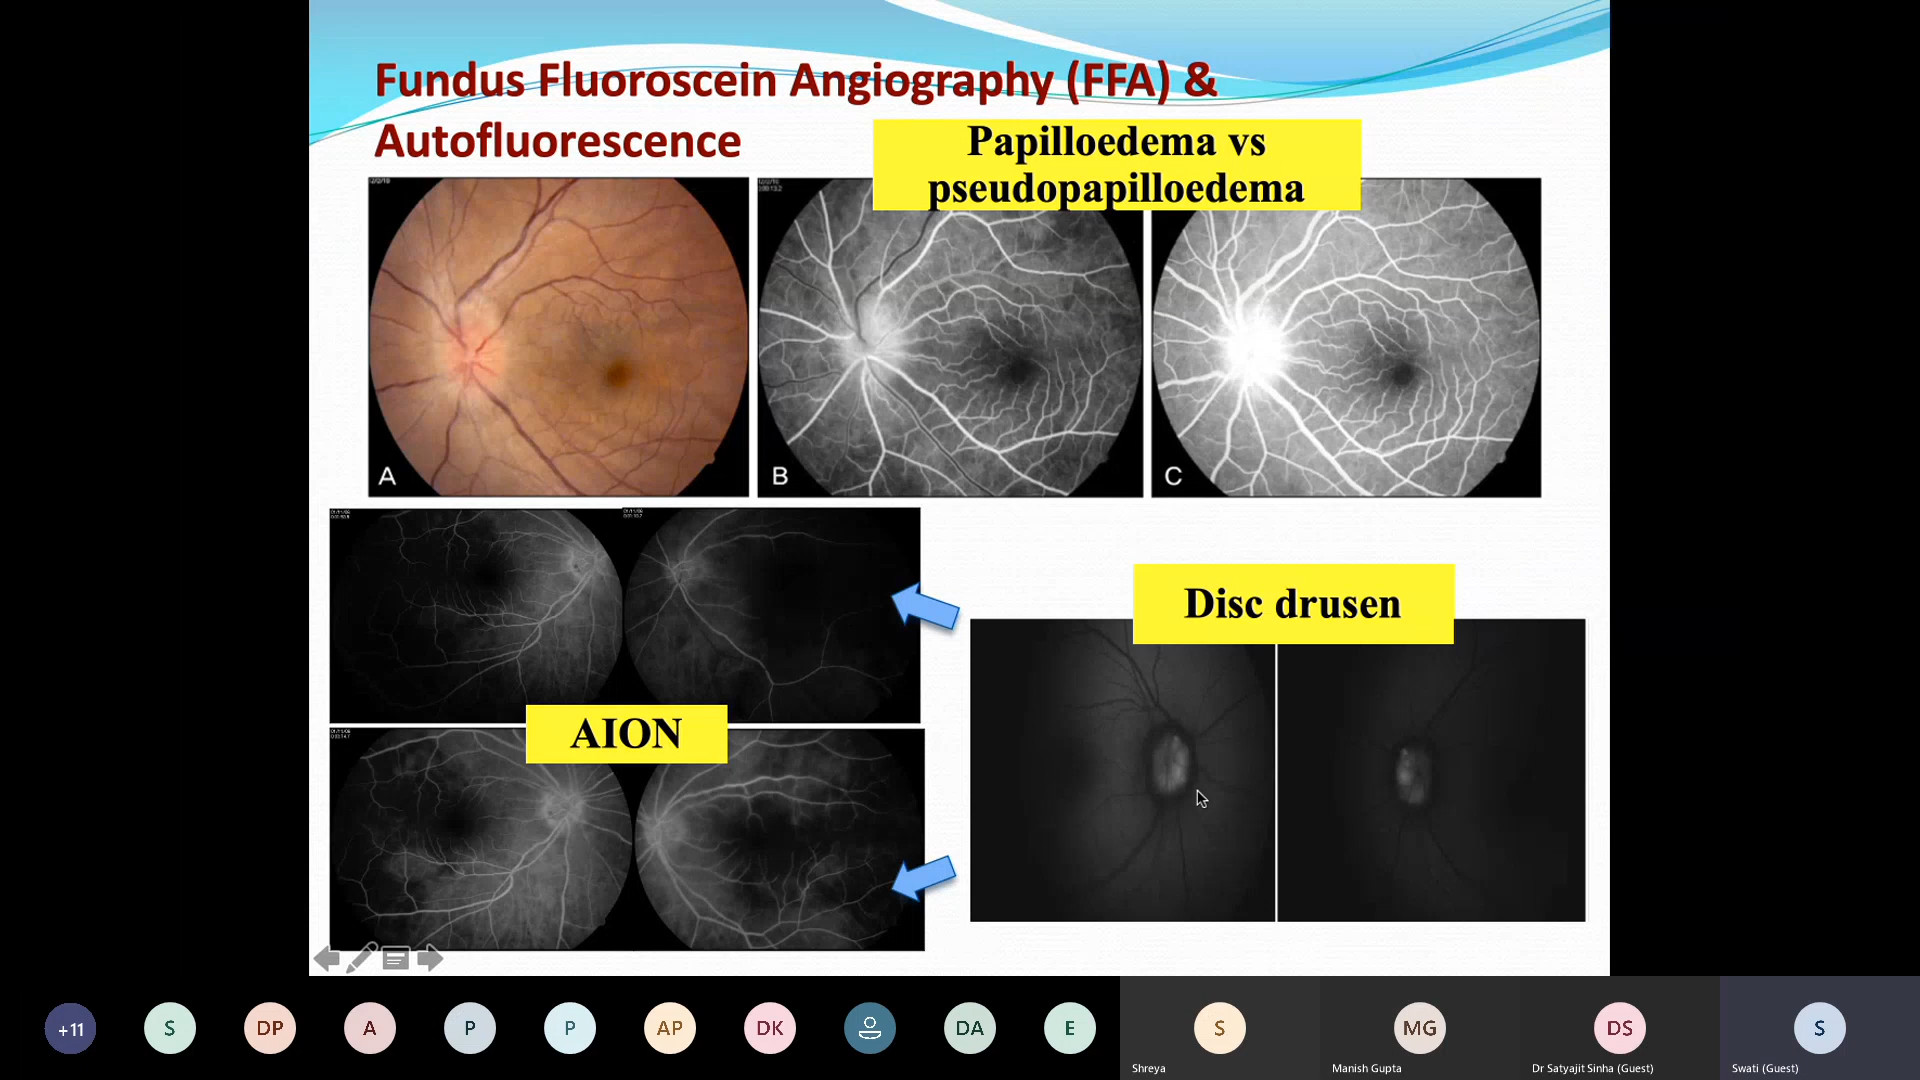 Fundus Fluoroscein Angiography (FFA) &
Autofluorescence
Papilloedema vs
pseudopapilloedema
A
B
C
AION
Disc drusen
+11
S
DP
A
P
P
AP
DK
DA
E
S
MG
DS
S
Shreya
Manish Gupta
Dr Satyajit Sinha (Guest)
Swati (Guest)